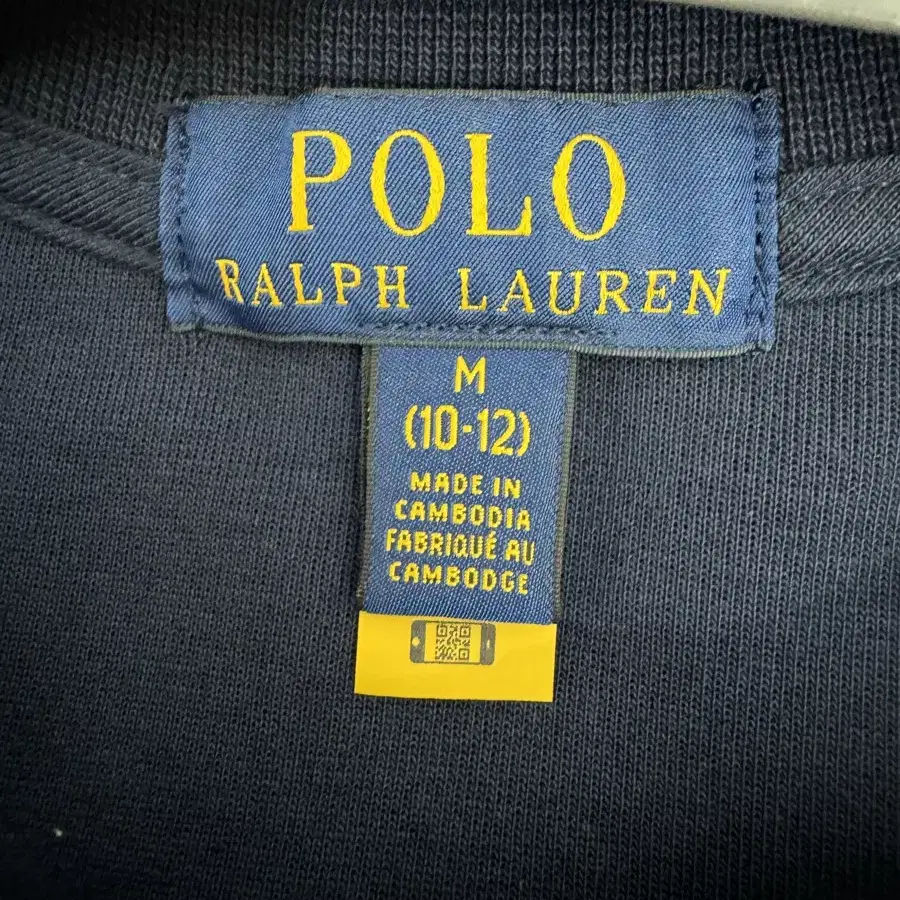 POLO
RALPH LAUREN
M
(10-12)
MADE IN
CAMBODIA
FABRIQUÉ AU
CAMBODGE